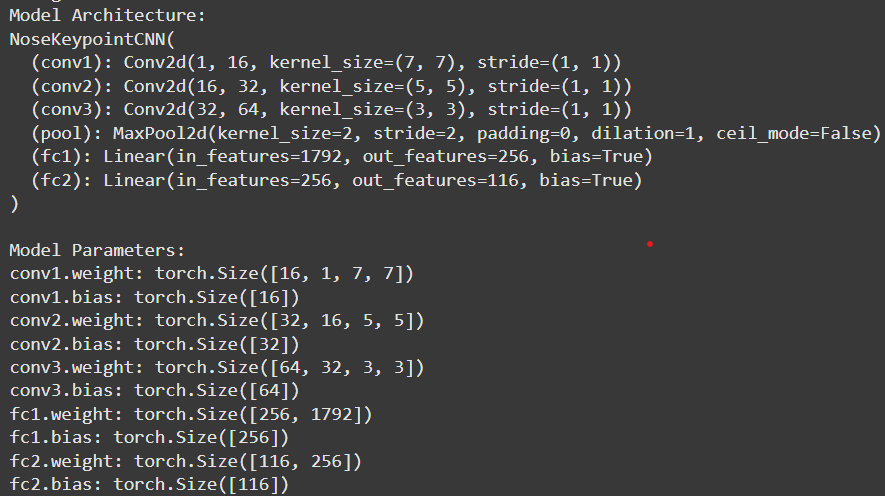 Model Architecture:
NoseKeypointCNN(
  (conv1): Conv2d(1, 16, kernel_size=(7, 7), stride=(1, 1))
  (conv2): Conv2d(16, 32, kernel_size=(5, 5), stride=(1, 1))
  (conv3): Conv2d(32, 64, kernel_size=(3, 3), stride=(1, 1))
  (pool): MaxPool2d(kernel_size=2, stride=2, padding=0, dilation=1, ceil_mode=False)
  (fc1): Linear(in_features=1792, out_features=256, bias=True)
  (fc2): Linear(in_features=256, out_features=116, bias=True)
)
Model Parameters:
conv1.weight: torch.Size([16, 1, 7, 7])
conv1.bias: torch.Size([16])
conv2.weight: torch.Size([32, 16, 5, 5])
conv2.bias: torch.Size([32])
conv3.weight: torch.Size([64, 32, 3, 3])
conv3.bias: torch.Size([64])
fc1.weight: torch.Size([256, 1792])
fc1.bias: torch.Size([256])
fc2.weight: torch.Size([116, 256])
fc2.bias: torch.Size([116])